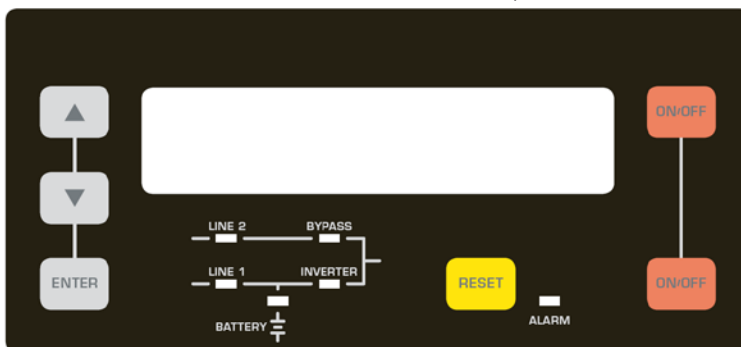 ON/OFF
LINE 2 BYPASS
LINE 1 INVERTER
ENTER RESET ON/OFF
BATTERY ALARM